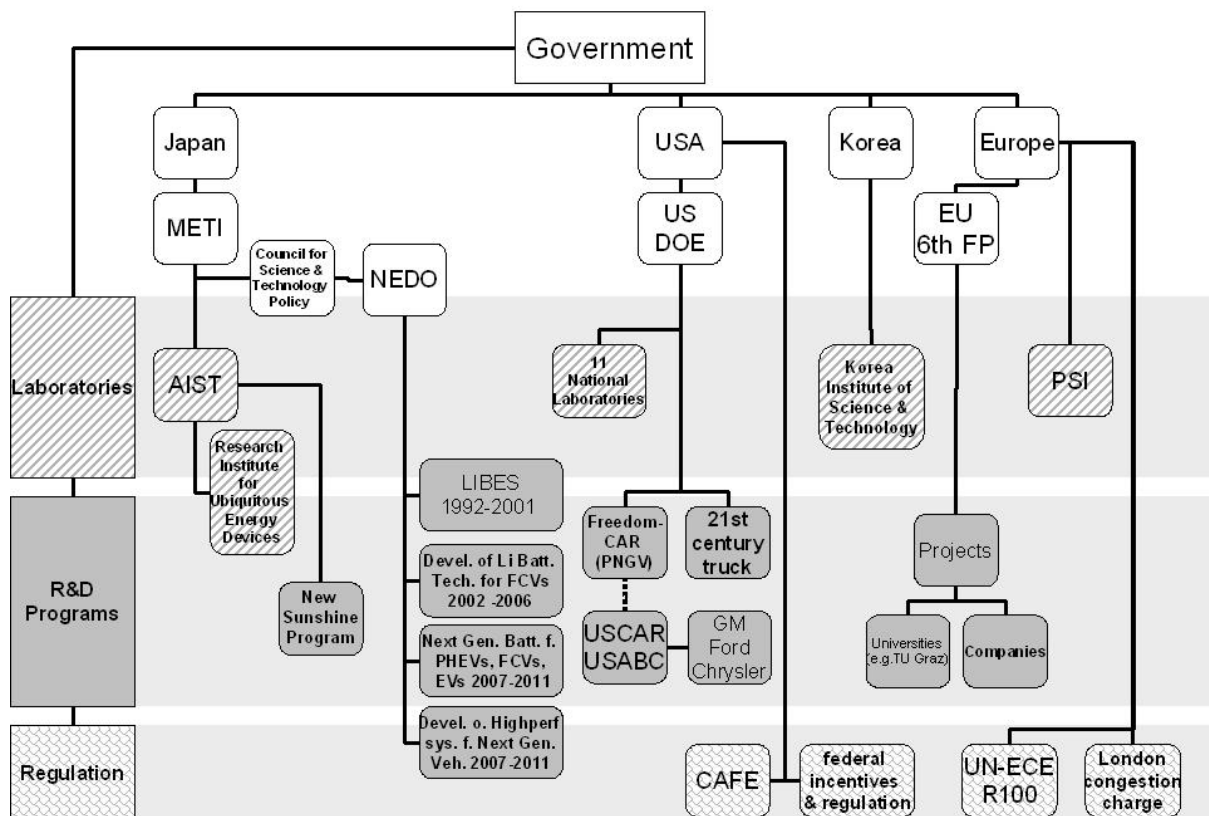 Government
Japan
USA
Korea
Europe
METI
US
DOE
EU
6th FP
Council for
Science &
Technology
Policy
NEDO
Laboratories
AIST
11
National
Laboratories
Korea
Institute of
Science &
Technology
PSI
Research
Institute
for
Ubiquitous
Energy
Devices
LIBES
1992-2001
R&D
Programs
New
Sunshine
Program
Devel. of Li Batt.
Tech. for FCVs
2002 -2006
Next Gen. Batt. f.
PHEVs, FCVs,
EVs 2007-2011
Devel. o. Highperf
sys. f. Next Gen.
Veh. 2007-2011
Freedom-
CAR
(PNGV)
21st
century
truck
USCAR
USABC
GM
Ford
Chrysler
Projects
Universities
(e.g.TU Graz)
Companies
Regulation
CAFE
federal
incentives
& regulation
UN-ECE
R100
London
congestion
charge